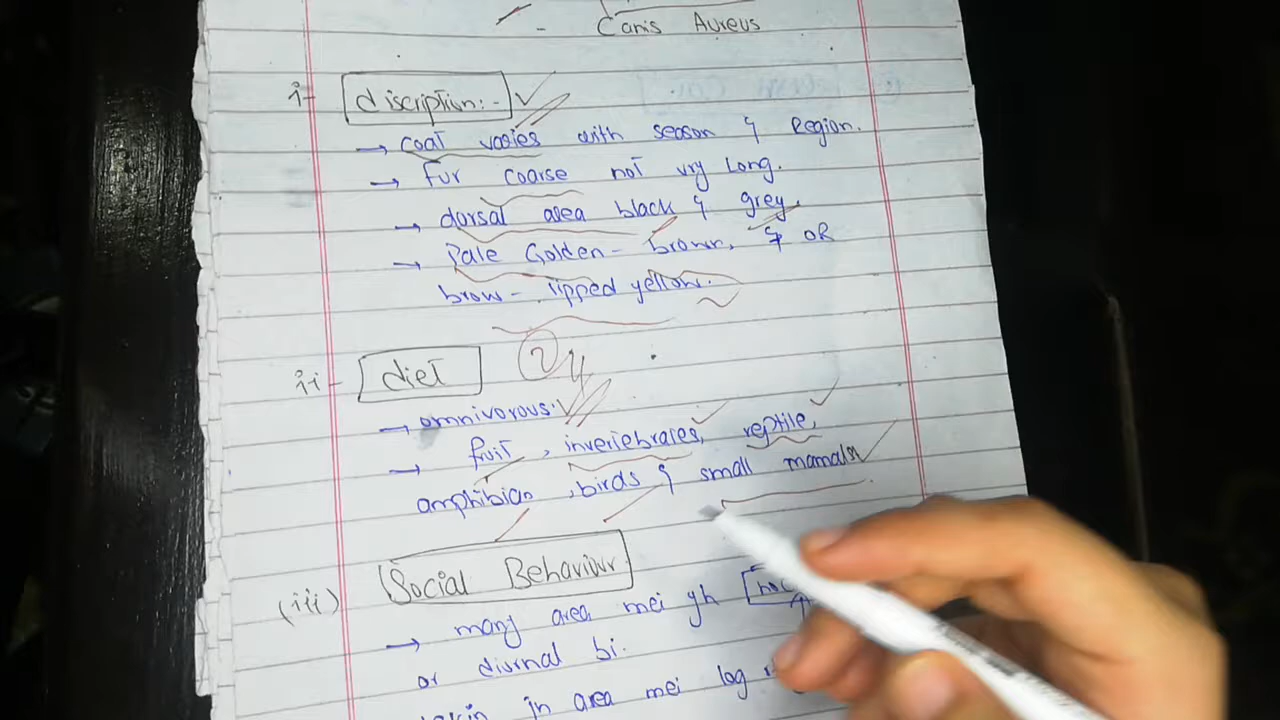 - Canis Aureus
i- discription:-
→ coat varies with season & Region.
→ Fur coarse not vry long.
→ dorsal area black & grey.
→ Pale Golden - brown, & OR
brow - tipped yellow.
ii- diet
→ omnivorous.
→ fruit, invertebrates, reptile,
amphibian, birds & small mamals
(iii) Social Behaviour
→ many area mei yh
or diurnal bi.
in area mei log